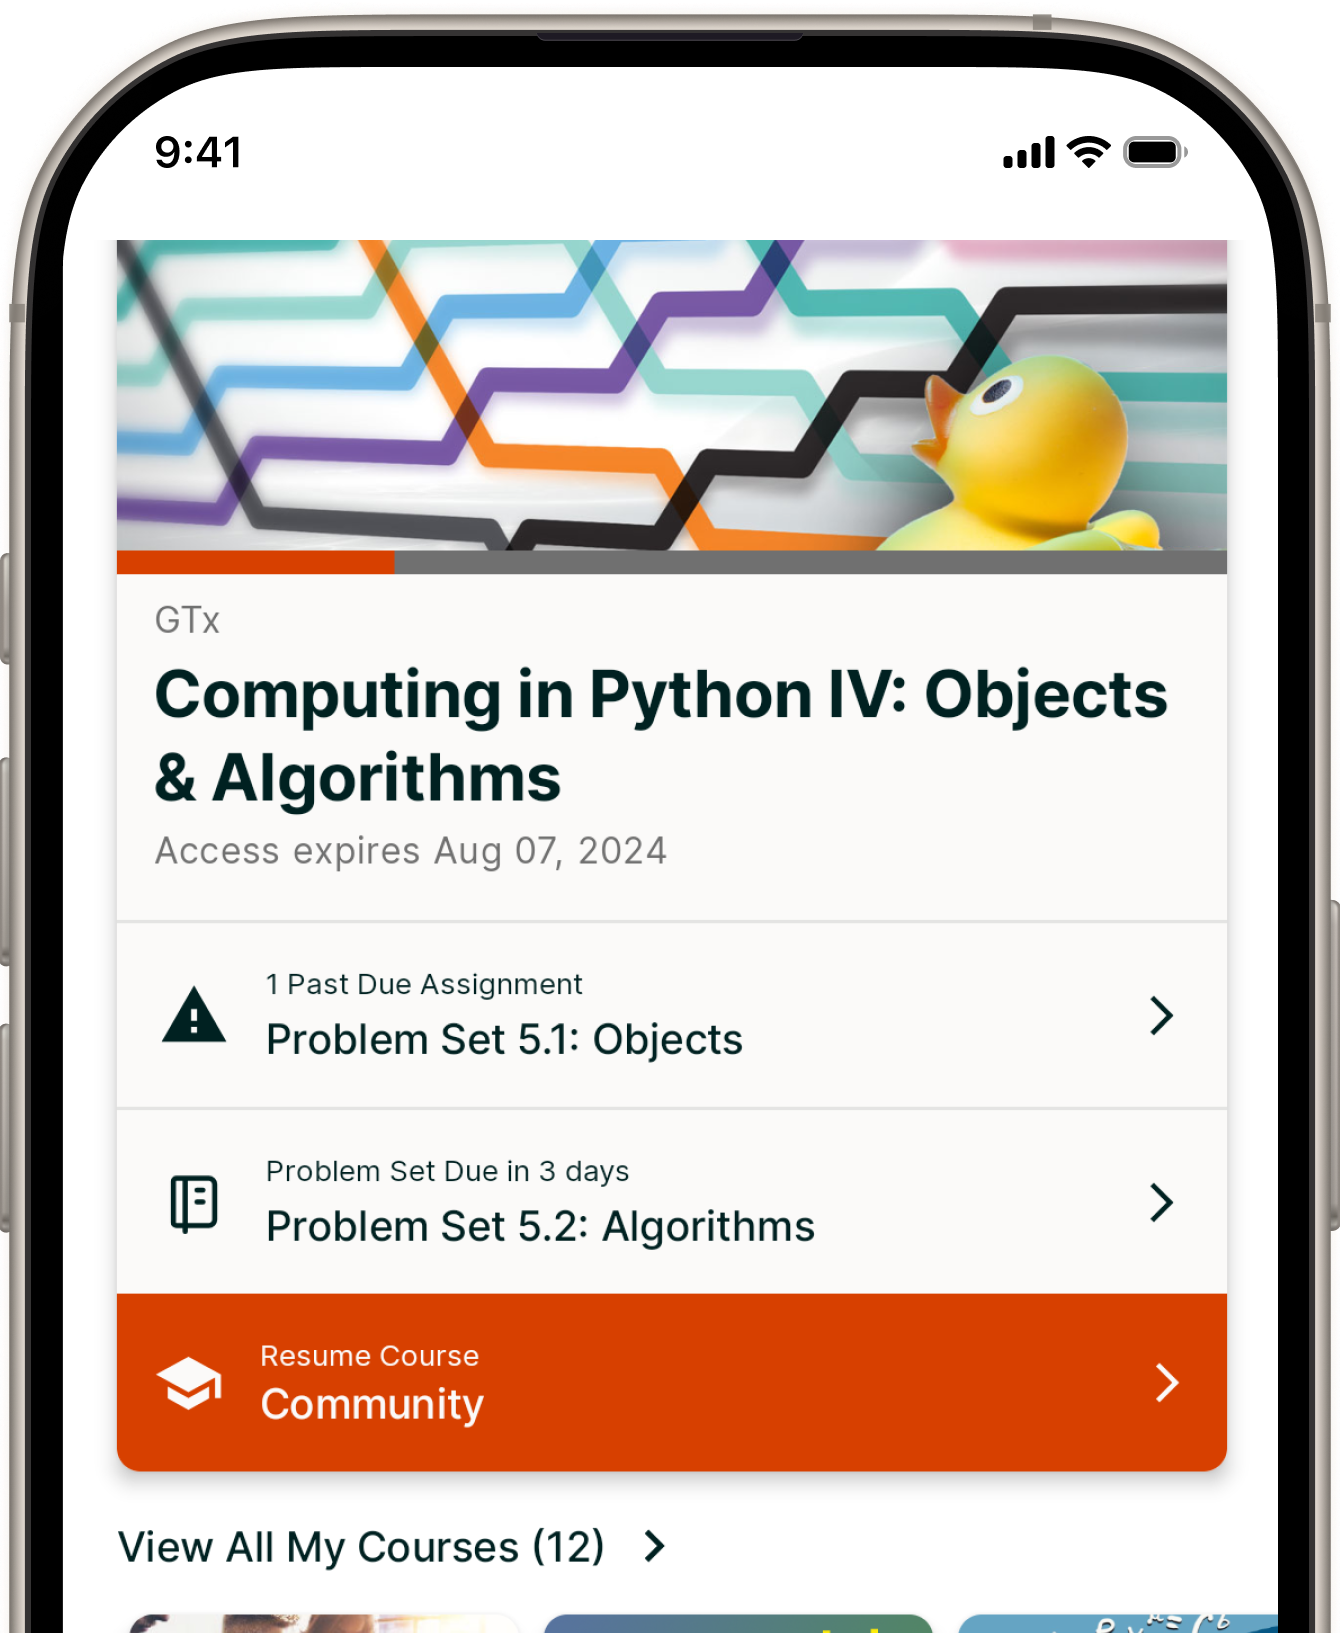 9:41
GTx
Computing in Python IV: Objects
& Algorithms
Access expires Aug 07, 2024
1 Past Due Assignment
Problem Set 5.1: Objects
Problem Set Due in 3 days
Problem Set 5.2: Algorithms
Resume Course
Community
View All My Courses (12)